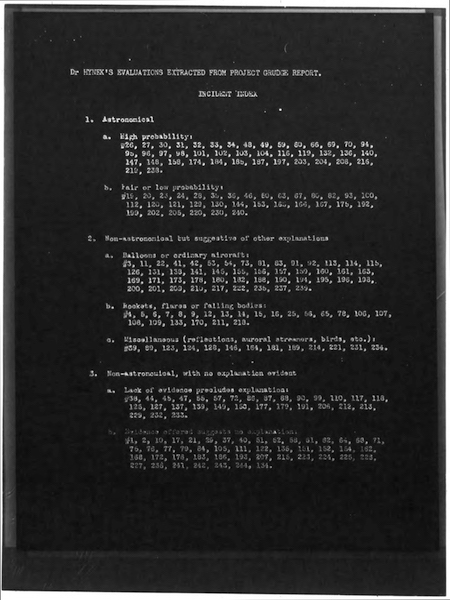 Dr HYNEK'S EVALUATIONS EXTRACTED FROM PROJECT GRUDGE REPORT.
INCIDENT INDEX
1. Astronomical
a. High probability:
#26, 27, 30, 31, 32, 33, 34, 48, 49, 59, 60, 66, 69, 70, 94,
95, 96, 97, 98, 101, 102, 103, 104, 116, 119, 132, 136, 140,
147, 148, 158, 174, 184, 185, 187, 197, 203, 204, 208, 216,
219, 238.
b. Fair or low probability:
20, 23, 24, 28, 36, 46, 80, 63, 67, 82, 93, 100,
112, 120, 121, 129, 130, 144, 153, 166, 167, 175, 192,
199, 202, 205, 220, 230, 240.
2. Non-astronomical but suggestive of other explanations
a. Balloons or ordinary aircraft:
#3, 11, 22, 41, 42, 53, 54, 73, 81, 83, 91, 92, 113, 114, 115,
126, 131, 138, 141, 145, 155, 156, 157, 159, 160, 161, 163,
169, 171, 173, 178, 180, 182, 188, 190, 194, 195, 196, 198,
200, 201, 209, 210, 217, 222, 235, 237, 239.
b. Rockets, flares or falling bodies:
#4, 5, 6, 7, 8, 9, 12, 13, 14, 15, 16, 25, 56, 65, 78, 106, 107,
108, 109, 133, 170, 211, 218.
c. Miscellaneous (reflections, auroral streamers, birds, etc.):
#39, 89, 123, 124, 128, 146, 164, 181, 189, 214, 221, 231, 234.
3. Non-astronomical, with no explanation evident
a. Lack of evidence precludes explanation:
#38, 44, 45, 47, 55, 57, 72, 86, 87, 88, 90, 99, 110, 117, 118,
125, 127, 137, 139, 149, 150, 177, 179, 191, 206, 212, 213,
229, 232, 233.
b. Evidence offered suggests no explanation:
#1, 2, 10, 17, 21, 29, 37, 40, 51, 52, 58, 61, 62, 64, 68, 71,
75, 76, 77, 79, 84, 105, 111, 122, 135, 151, 152, 154, 162,
168, 172, 176, 183, 186, 193, 207, 215, 223, 224, 225, 226,
227, 236, 241, 242, 243, 244, 134.